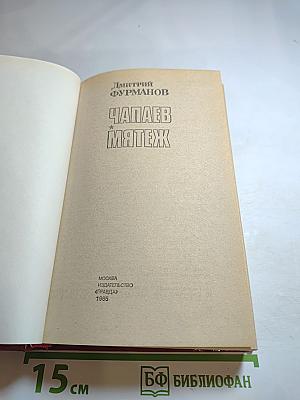 Дмитрий
ФУРМАНОВ
ЧАПАЕВ
МЯТЕЖ
МОСКВА
ИЗДАТЕЛЬСТВО
«ПРАВДА»
1985
15 см
БФ БИБЛИОФАН